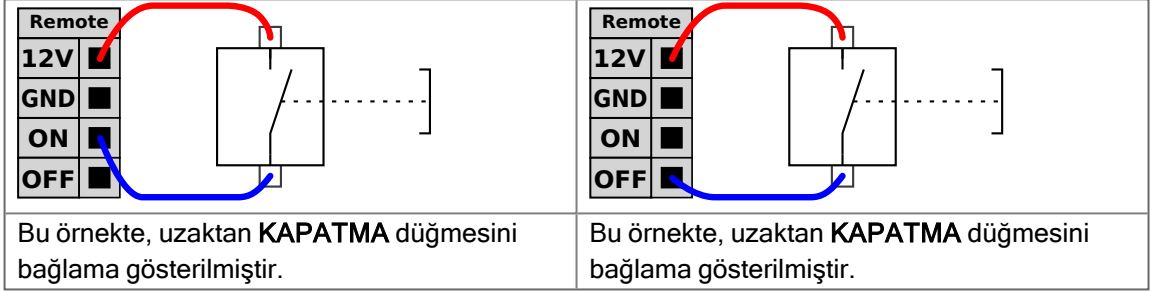 Remote
12V
GND
ON
OFF
Bu örnekte, uzaktan KAPATMA düğmesini
bağlama gösterilmiştir.
Remote
12V
GND
ON
OFF
Bu örnekte, uzaktan KAPATMA düğmesini
bağlama gösterilmiştir.